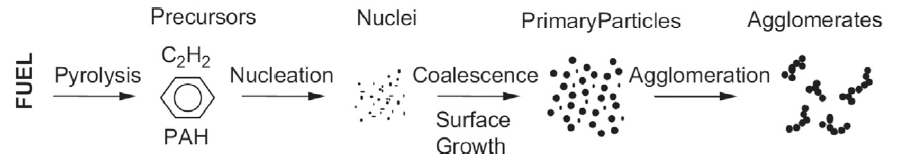 FUEL
Pyrolysis
Precursors
C₂H₂
PAH
Nucleation
Nuclei
Coalescence
Surface
Growth
PrimaryParticles
Agglomeration
Agglomerates